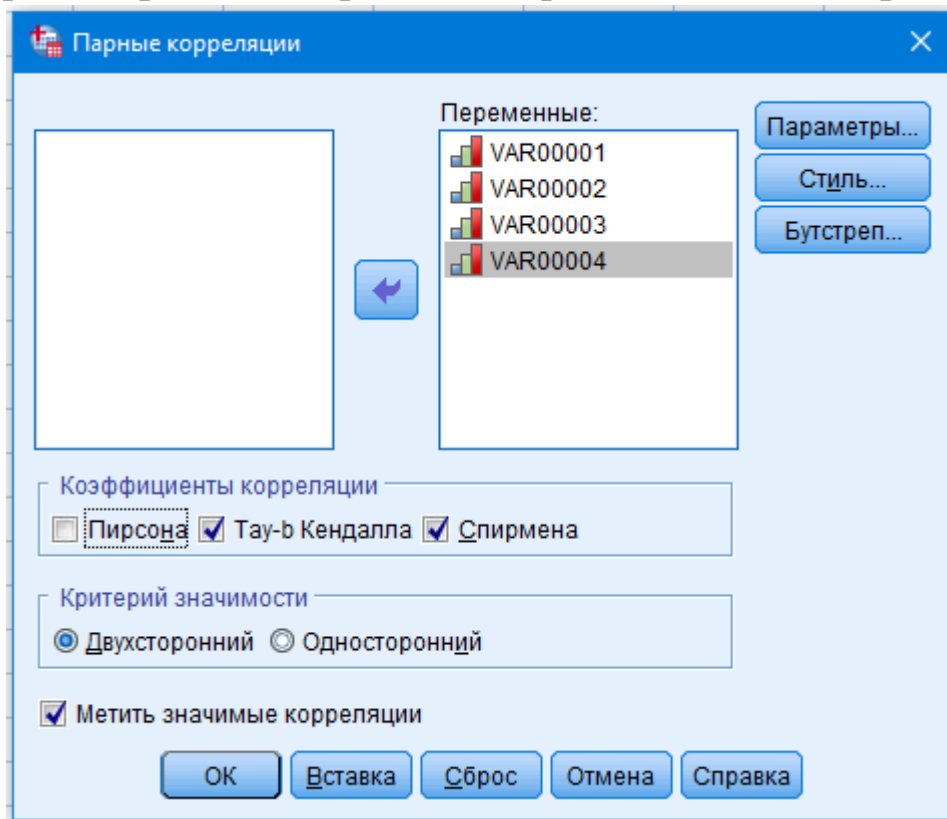 Парные корреляции
Переменные:
VAR00001
VAR00002
VAR00003
VAR00004
Параметры...
Стиль...
Бутстреп...
Коэффициенты корреляции
Пирсона Тау-b Кендалла Спирмена
Критерий значимости
Двухсторонний Односторонний
Метить значимые корреляции
ОК Вставка Сброс Отмена Справка